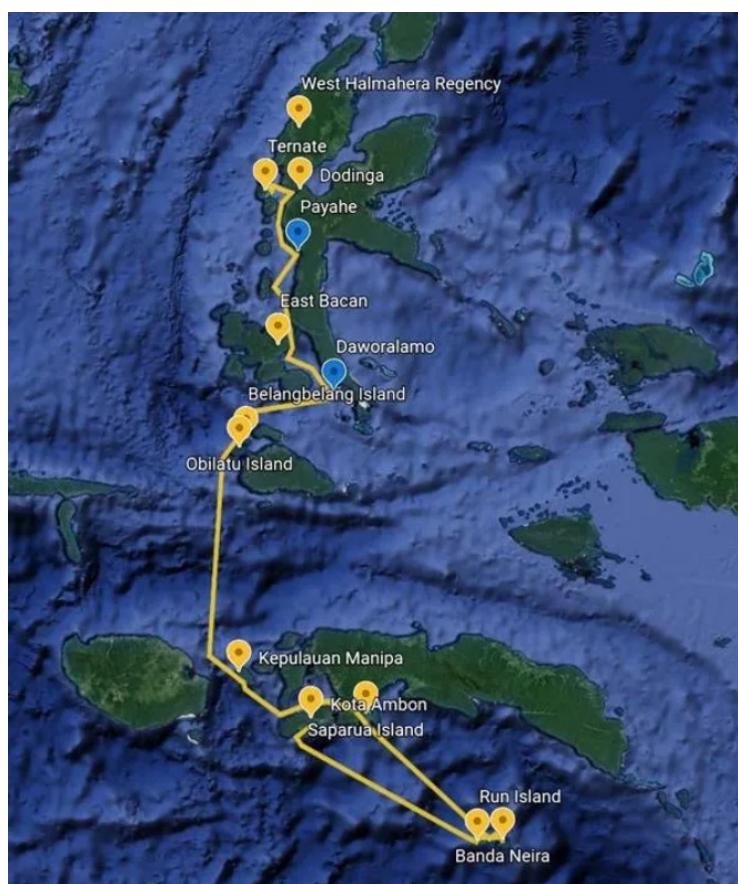 West Halmahera Regency
Ternate
Dodinga
Payahe
East Bacan
Daworalamo
Belangbelang Island
Obilatu Island
Kepulauan Manipa
Kota Ambon
Saparua Island
Run Island
Banda Neira